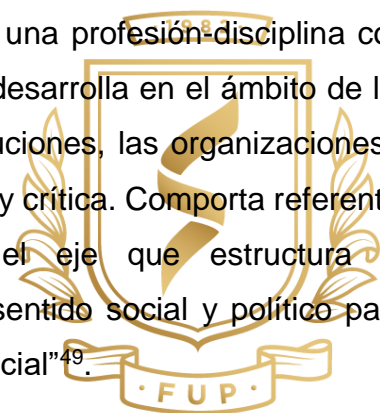 · 1982 ·
una profesión-disciplina co
desarrolla en el ámbito de l
uciones, las organizaciones
y crítica. Comporta referent
el eje que estructura
sentido social y político pa
cial”49.
· FUP ·